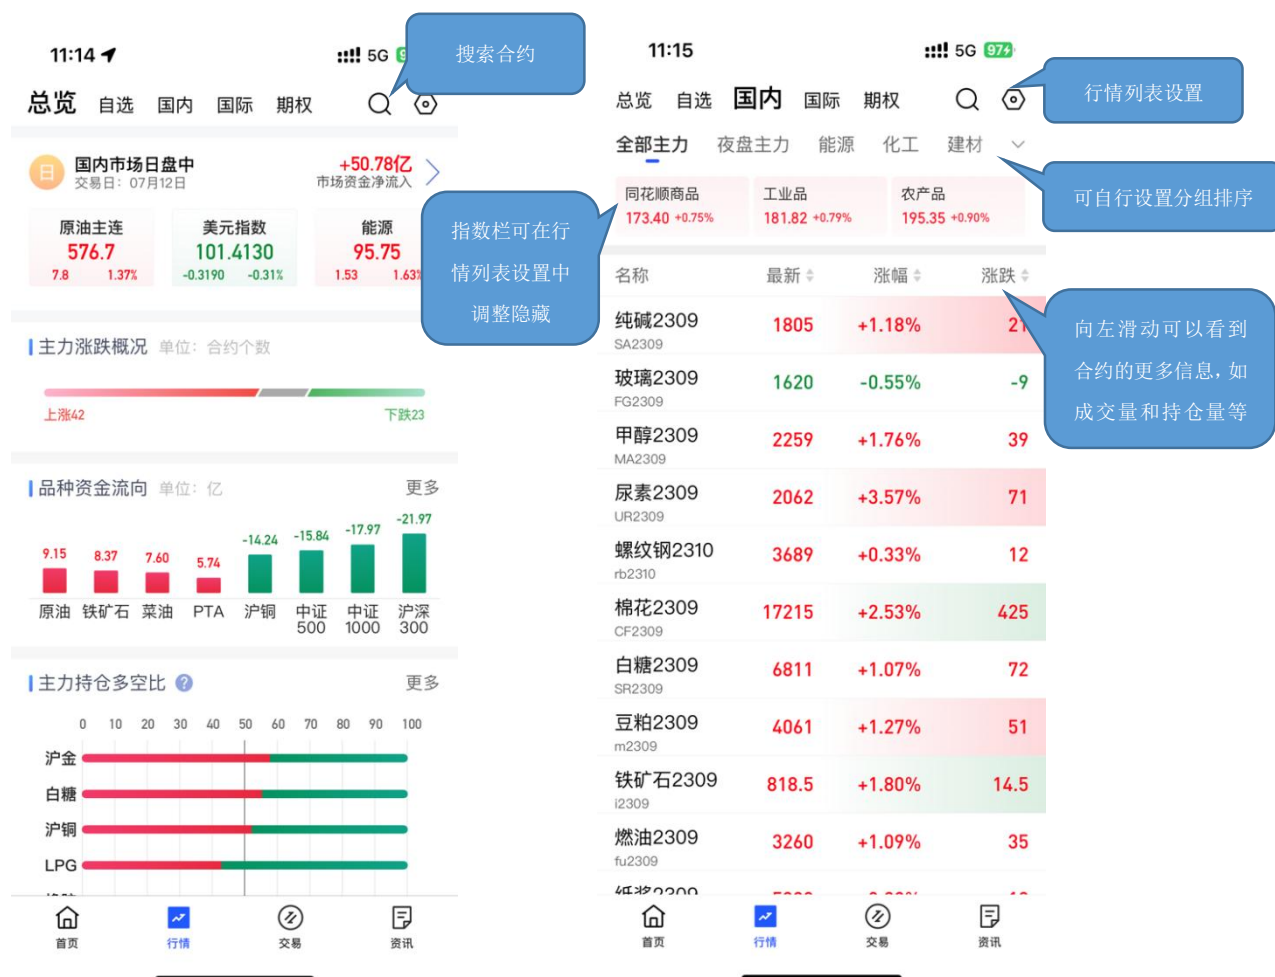 11:14
5G
搜索合约
总览 自选 国内 国际 期权
日
国内市场日盘中
交易日：07月12日
+50.78亿
市场资金净流入
原油主连
576.7
7.8 1.37%
美元指数
101.4130
-0.3190 -0.31%
能源
95.75
1.53 1.63%
指数栏可在行
情列表设置中
调整隐藏
主力涨跌概况 单位：合约个数
上涨42
下跌23
品种资金流向 单位：亿
更多
9.15 8.37 7.60 5.74 -14.24 -15.84 -17.97 -21.97
原油 铁矿石 菜油 PTA 沪铜 中证500 中证1000 沪深300
主力持仓多空比 ?
更多
0 10 20 30 40 50 60 70 80 90 100
沪金
白糖
沪铜
LPG
首页 行情 交易 资讯
11:15
5G 97
行情列表设置
总览 自选 国内 国际 期权
全部主力 夜盘主力 能源 化工 建材
可自行设置分组排序
同花顺商品
173.40 +0.75%
工业品
181.82 +0.79%
农产品
195.35 +0.90%
名称 最新 涨幅 涨跌
向左滑动可以看到
合约的更多信息，如
成交量和持仓量等
纯碱2309 1805 +1.18% 21
SA2309
玻璃2309 1620 -0.55% -9
FG2309
甲醇2309 2259 +1.76% 39
MA2309
尿素2309 2062 +3.57% 71
UR2309
螺纹钢2310 3689 +0.33% 12
rb2310
棉花2309 17215 +2.53% 425
CF2309
白糖2309 6811 +1.07% 72
SR2309
豆粕2309 4061 +1.27% 51
m2309
铁矿石2309 818.5 +1.80% 14.5
i2309
燃油2309 3260 +1.09% 35
fu2309
纸浆2309
首页 行情 交易 资讯